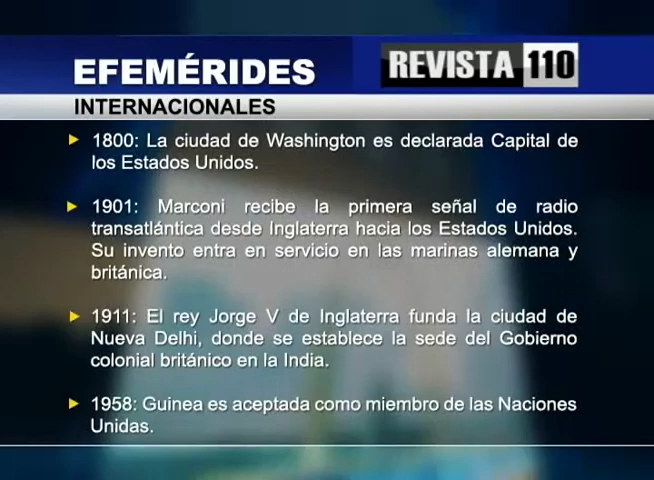 EFEMÉRIDES
REVISTA 110
INTERNACIONALES
1800: La ciudad de Washington es declarada Capital de
los Estados Unidos.
1901: Marconi recibe la primera señal de radio
transatlántica desde Inglaterra hacia los Estados Unidos.
Su invento entra en servicio en las marinas alemana y
británica.
1911: El rey Jorge V de Inglaterra funda la ciudad de
Nueva Delhi, donde se establece la sede del Gobierno
colonial británico en la India.
1958: Guinea es aceptada como miembro de las Naciones
Unidas.